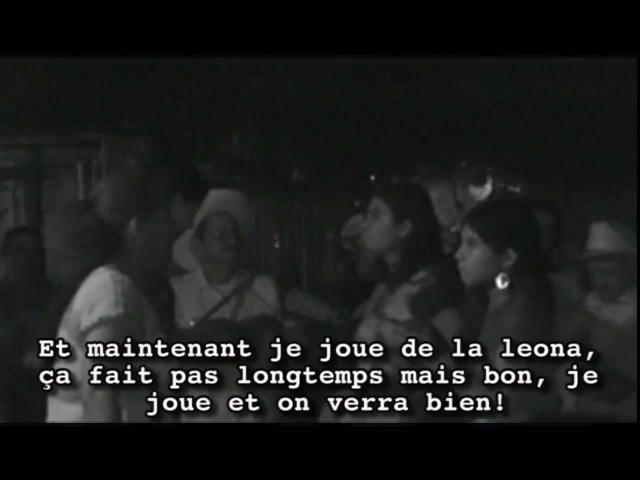 Et maintenant je joue de la leona,
ça fait pas longtemps mais bon, je
joue et on verra bien!